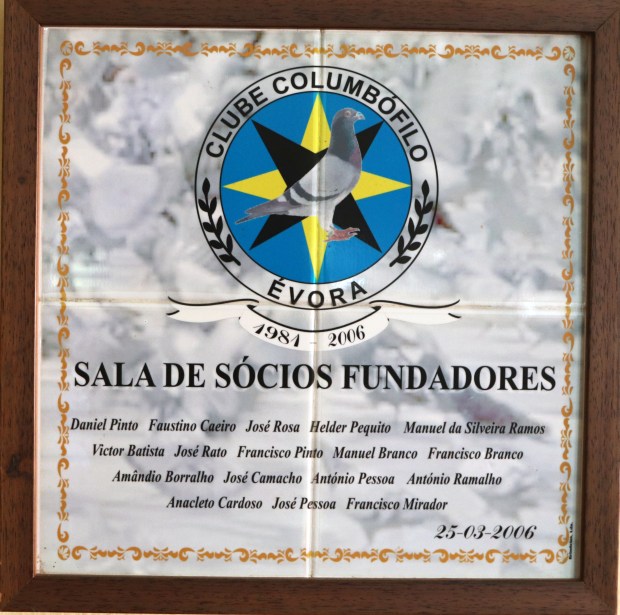 CLUBE COLUMBÓFILO
ÉVORA
1981 - 2006
SALA DE SÓCIOS FUNDADORES
Daniel Pinto Faustino Caeiro José Rosa Helder Pequito Manuel da Silveira Ramos
Victor Batista José Rato Francisco Pinto Manuel Branco Francisco Branco
Amândio Borralho José Camacho António Pessoa António Ramalho
Anacleto Cardoso José Pessoa Francisco Mirador
25-03-2006